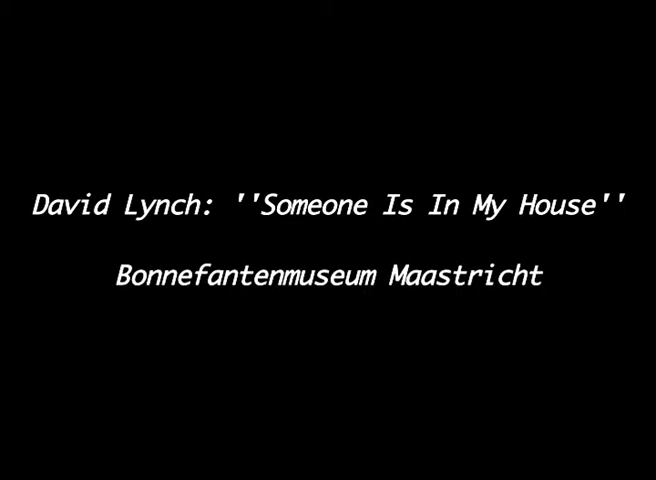 David Lynch: ''Someone Is In My House''
Bonnefantenmuseum Maastricht